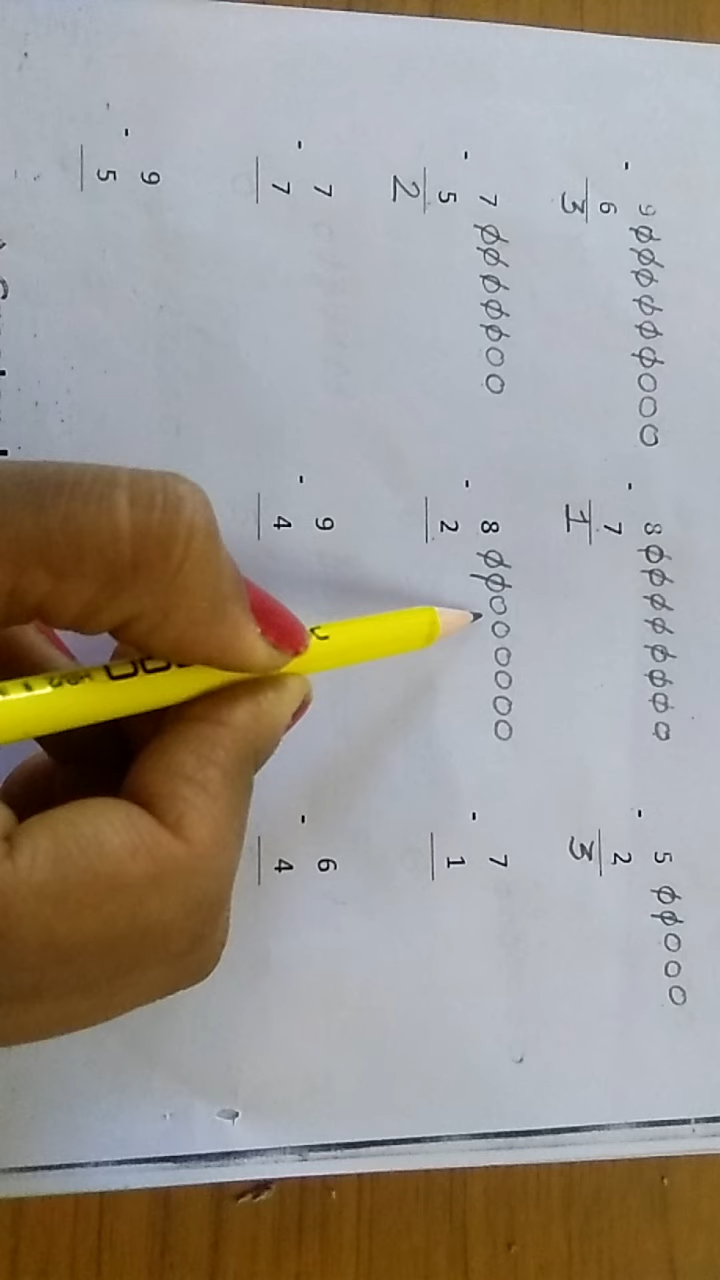 9 8 5
- 6 - 7 - 2
3 1 3
7 8 7
- 5 - 2 - 1
2
7 9 6
- 7 - 4 - 4
9
- 5